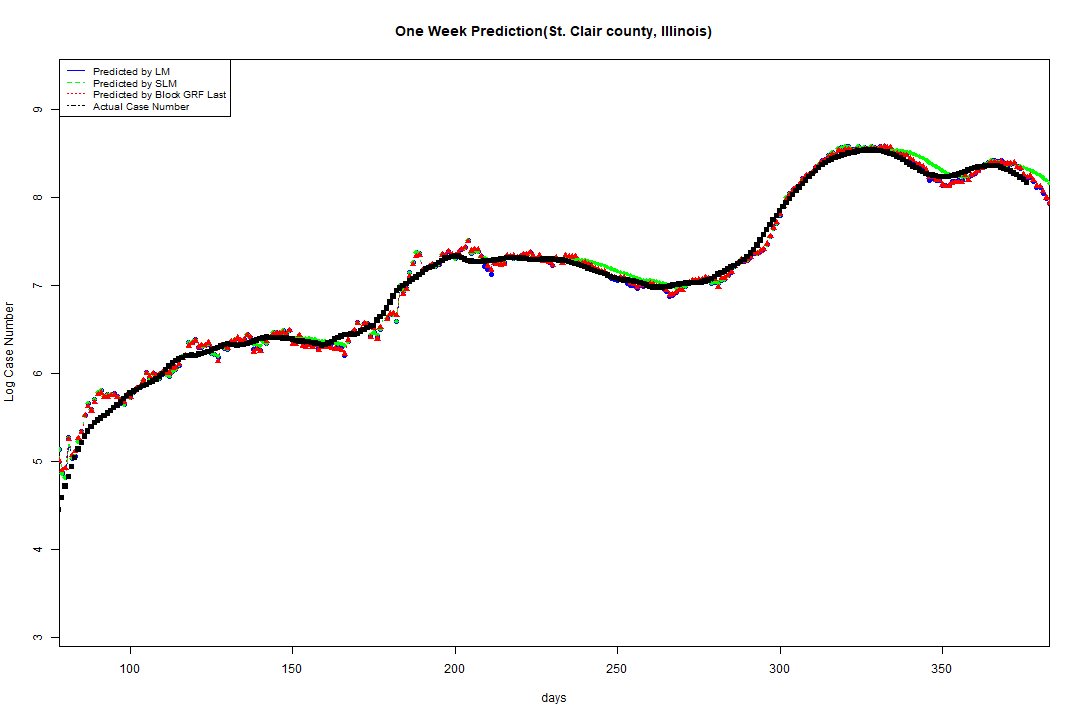 One Week Prediction(St. Clair county, Illinois)
Predicted by LM
Predicted by SLM
Predicted by Block GRF Last
Actual Case Number
9
8
7
6
5
4
3
Log Case Number
100 150 200 250 300 350
days